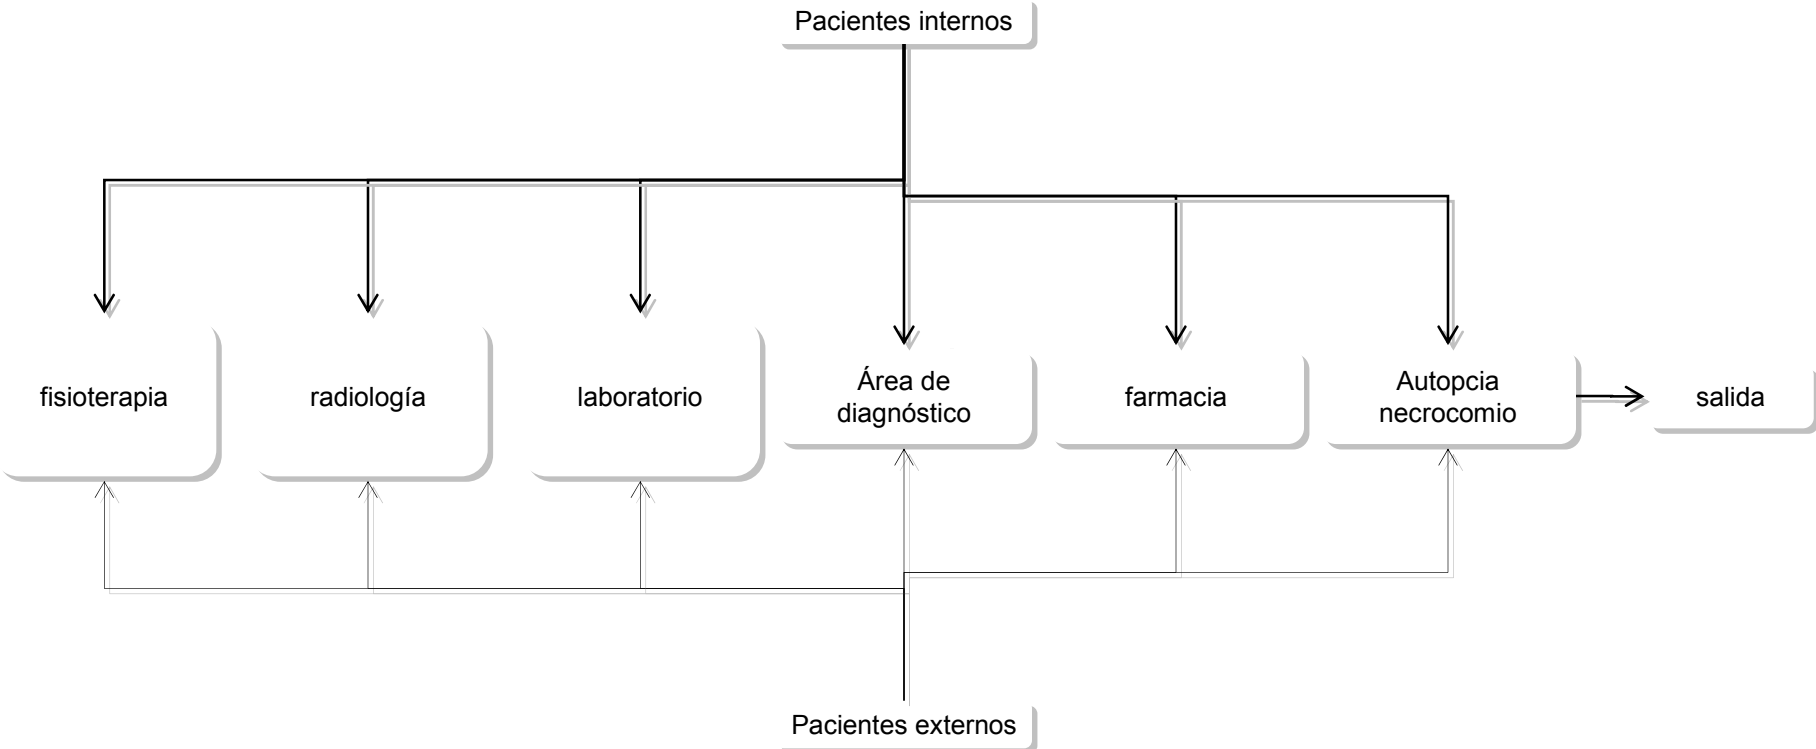 Pacientes internos
fisioterapia
radiología
laboratorio
Área de
diagnóstico
farmacia
Autopcia
necrocomio
salida
Pacientes externos